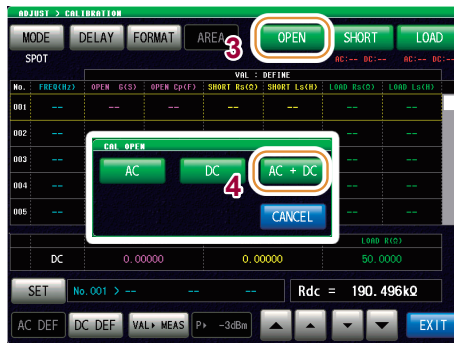 ADJUST > CALIBRATION
MODE DELAY FORMAT AREA 3 OPEN SHORT LOAD
SPOT AC:-- DC:-- AC:-- DC:--
VAL : DEFINE
No. FREQ(Hz) OPEN G(S) OPEN Cp(F) SHORT Rs(Ω) SHORT Ls(H) LOAD Rs(Ω) LOAD Ls(H)
001 -- -- -- -- -- -- --
002 -- -- --
CAL OPEN
003 -- -- --
AC DC 4 AC + DC
004 -- -- --
005 -- -- --
CANCEL
LOAD R(Ω)
DC 0.00000 0.00000 50.0000
SET No.001 > -- -- -- Rdc = 190.496kΩ
AC DEF DC DEF VAL▸ MEAS P▸ -3dBm EXIT